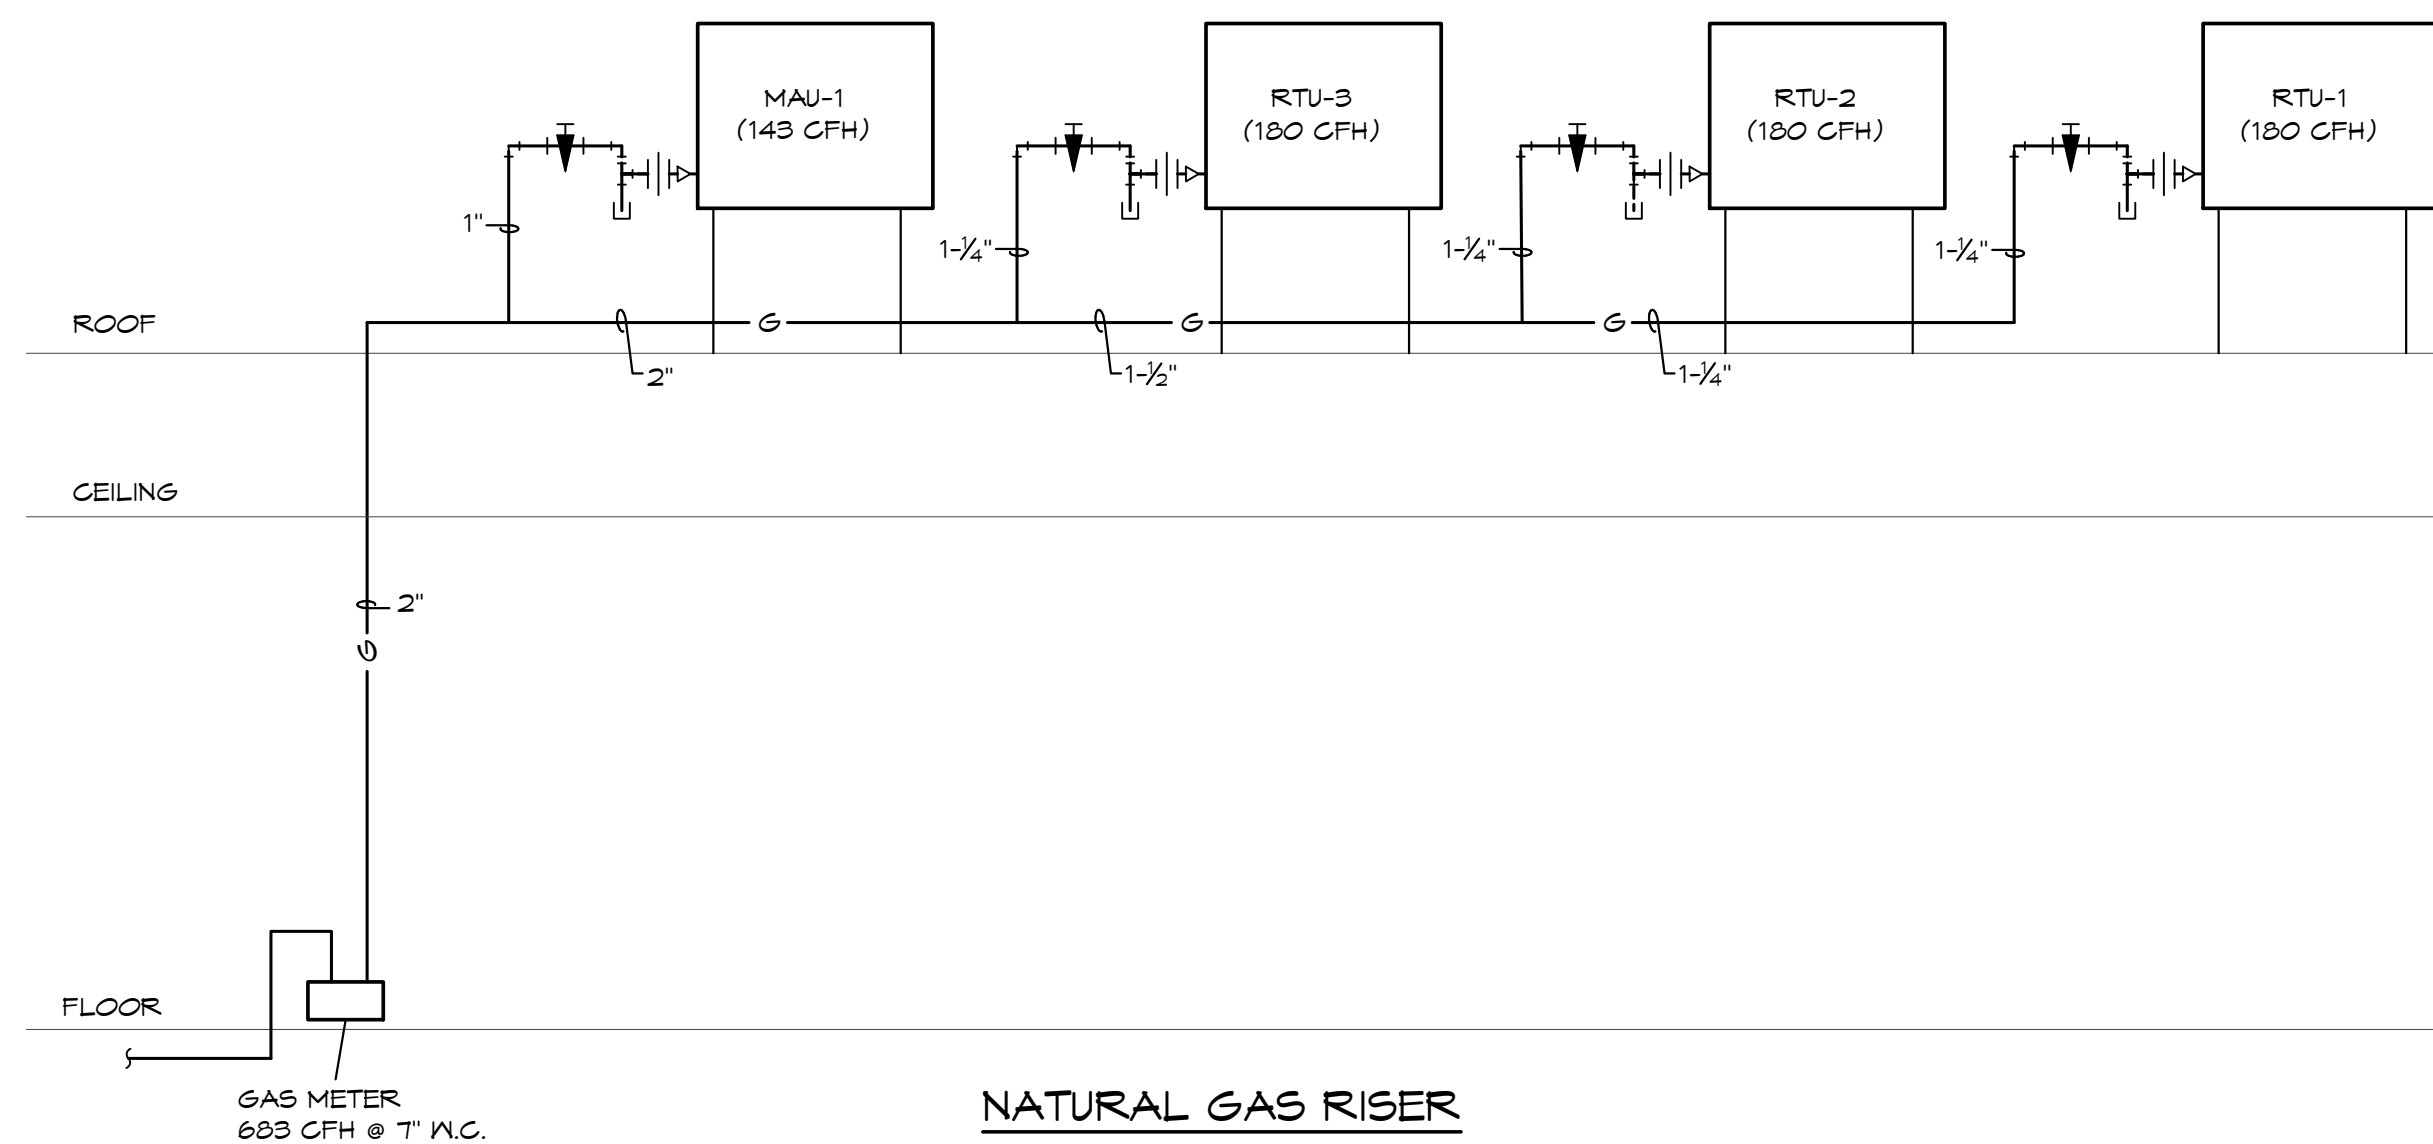 MAU-1
(143 CFH)
RTU-3
(180 CFH)
RTU-2
(180 CFH)
RTU-1
(180 CFH)
1"
1-1/4"
1-1/4"
1-1/4"
ROOF
G
G
G
2"
1-1/2"
1-1/4"
CEILING
2"
G
FLOOR
GAS METER
683 CFH @ 7" W.C.
NATURAL GAS RISER